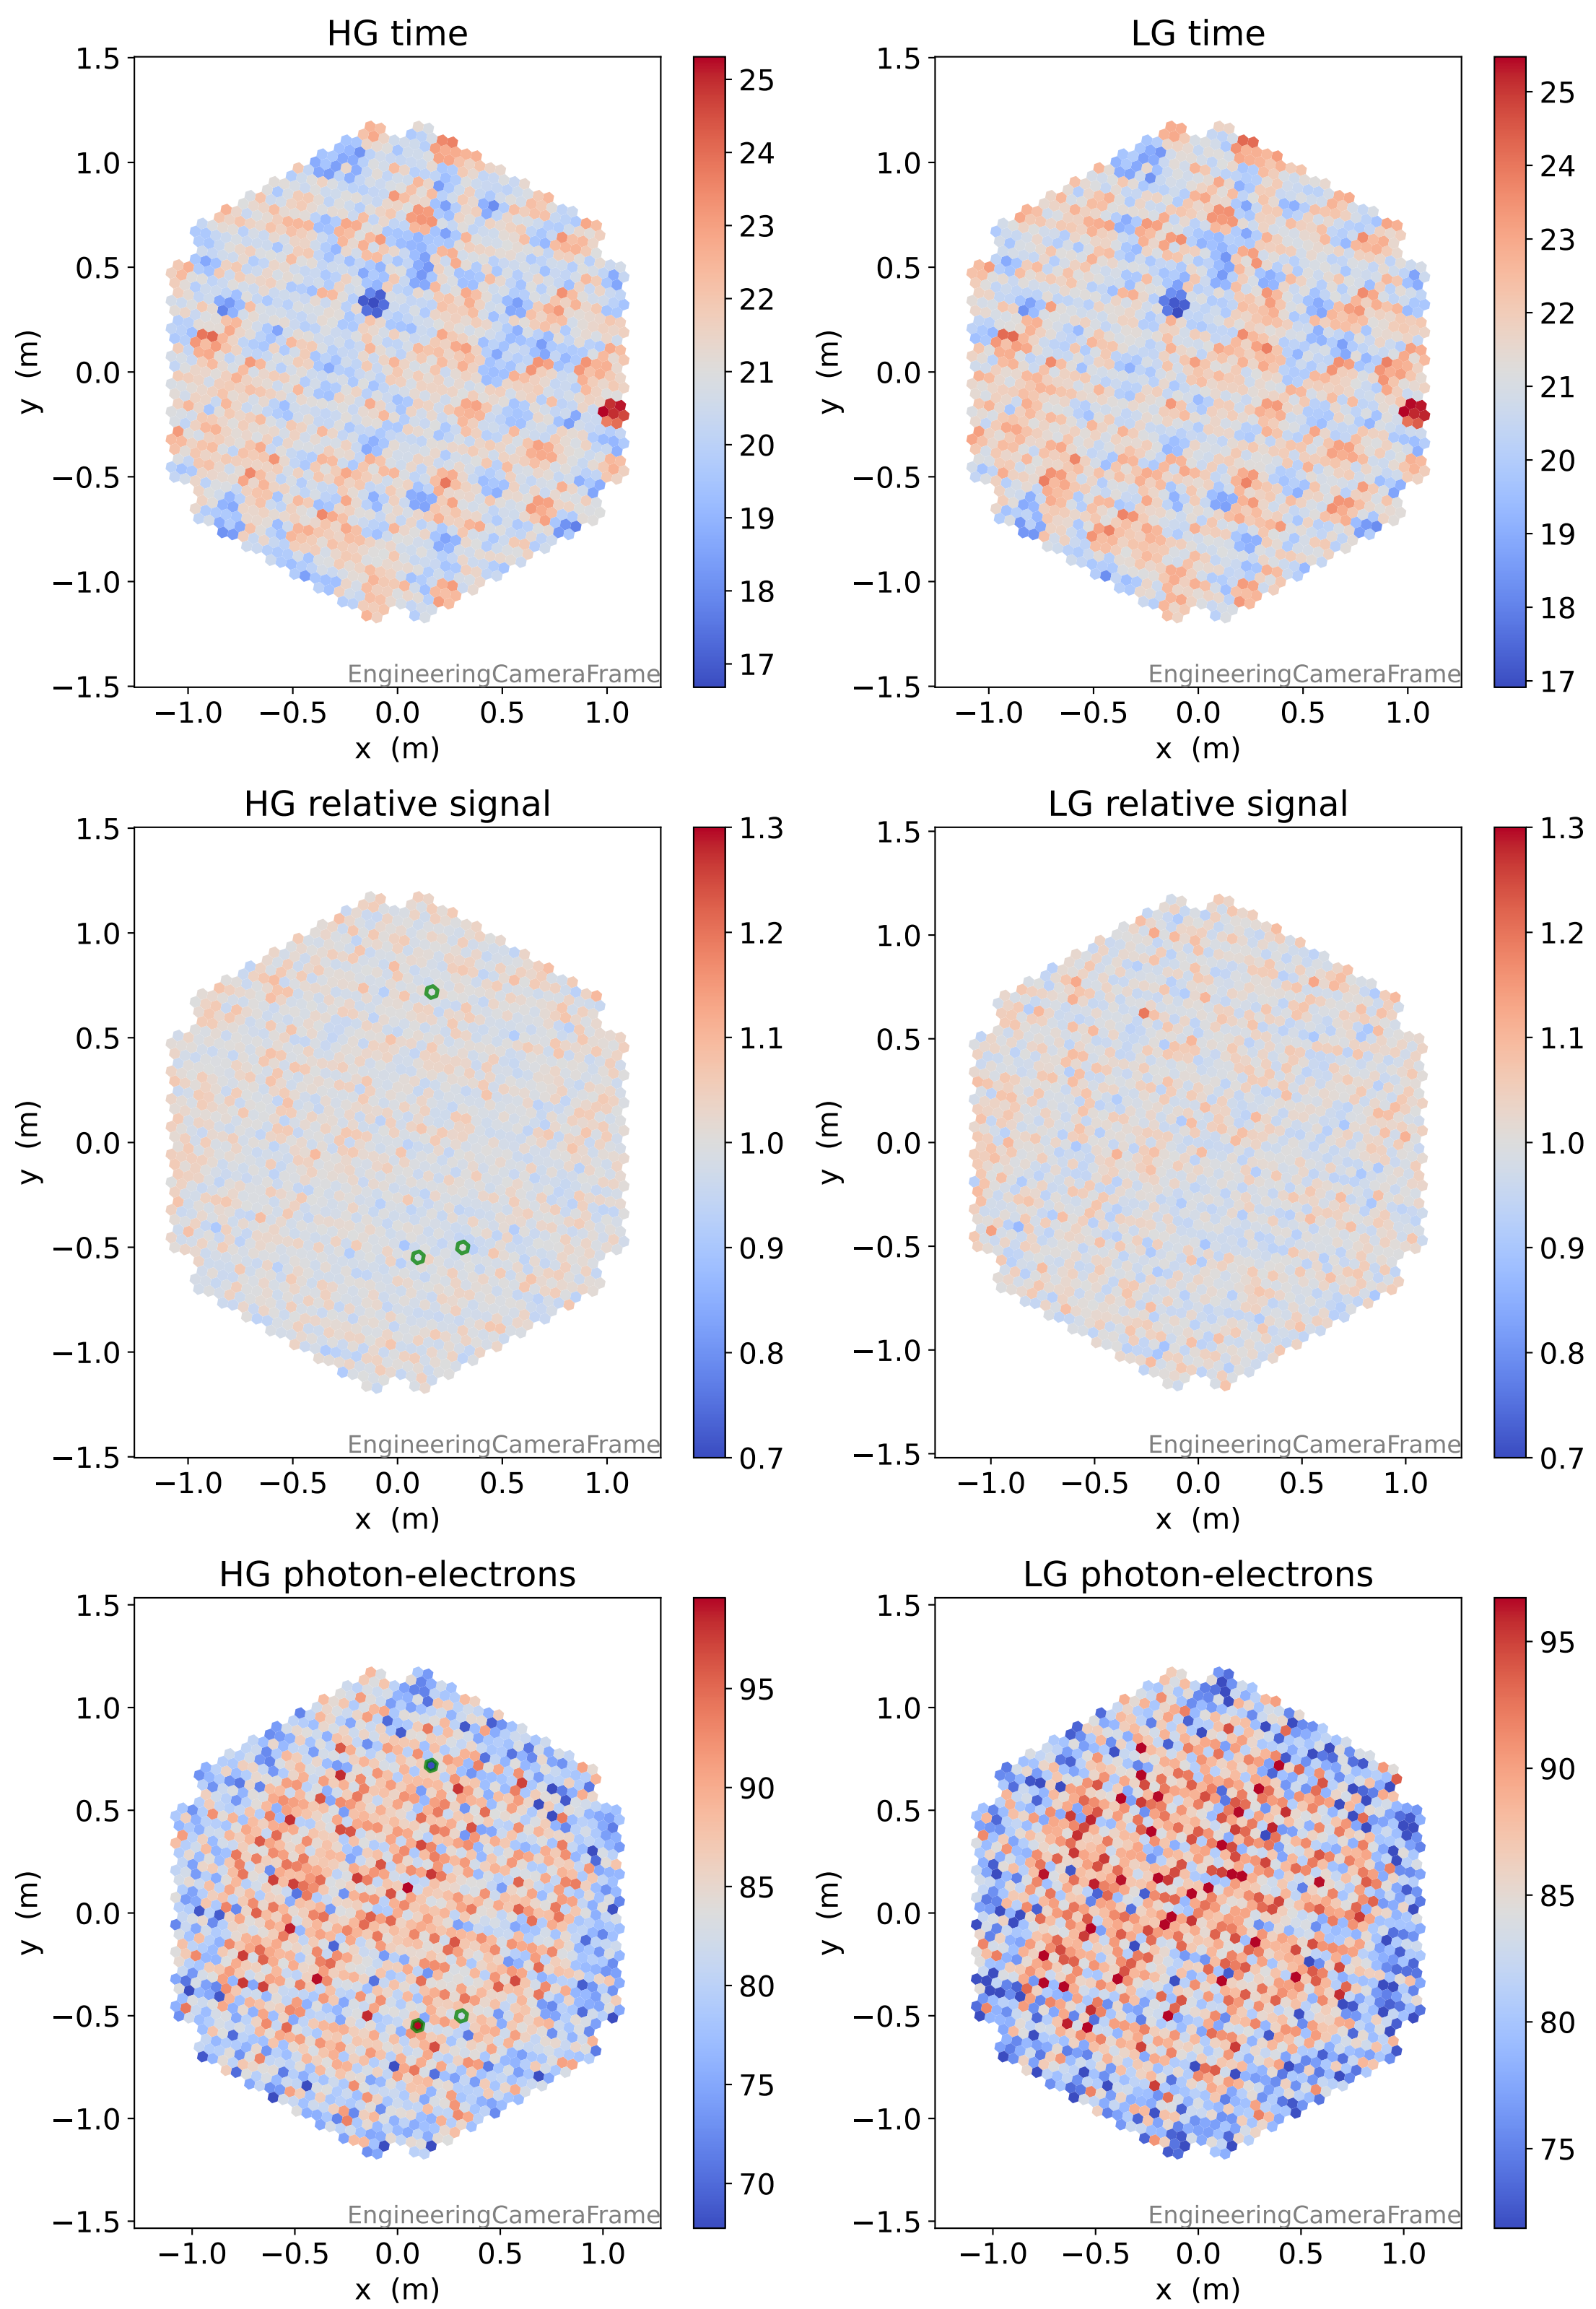 HG time
LG time
1.5
1.0
0.5
0.0
−0.5
−1.0
−1.5
y (m)
EngineeringCameraFrame
−1.0 −0.5 0.0 0.5 1.0
x (m)
25
24
23
22
21
20
19
18
17
1.5
1.0
0.5
0.0
−0.5
−1.0
−1.5
y (m)
EngineeringCameraFrame
−1.0 −0.5 0.0 0.5 1.0
x (m)
25
24
23
22
21
20
19
18
17
HG relative signal
LG relative signal
1.5
1.0
0.5
0.0
−0.5
−1.0
−1.5
y (m)
EngineeringCameraFrame
−1.0 −0.5 0.0 0.5 1.0
x (m)
1.3
1.2
1.1
1.0
0.9
0.8
0.7
1.5
1.0
0.5
0.0
−0.5
−1.0
−1.5
y (m)
EngineeringCameraFrame
−1.0 −0.5 0.0 0.5 1.0
x (m)
1.3
1.2
1.1
1.0
0.9
0.8
0.7
HG photon-electrons
LG photon-electrons
1.5
1.0
0.5
0.0
−0.5
−1.0
−1.5
y (m)
EngineeringCameraFrame
−1.0 −0.5 0.0 0.5 1.0
x (m)
95
90
85
80
75
70
1.5
1.0
0.5
0.0
−0.5
−1.0
−1.5
y (m)
EngineeringCameraFrame
−1.0 −0.5 0.0 0.5 1.0
x (m)
95
90
85
80
75